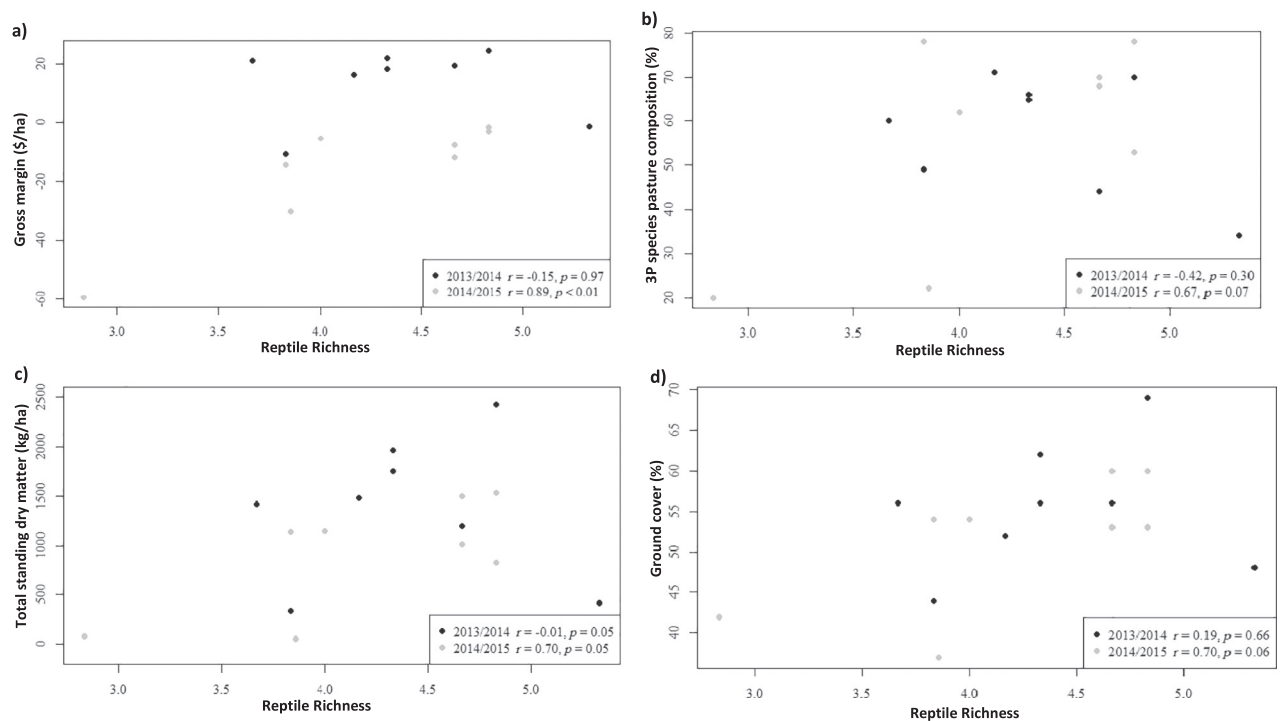 a)
Gross margin ($/ha)
20
0
-20
-40
-60
2013/2014 r = -0.15, p = 0.97
2014/2015 r = 0.89, p < 0.01
3.0 3.5 4.0 4.5 5.0
Reptile Richness
b)
3P species pasture composition (%)
80
70
60
50
40
30
20
2013/2014 r = -0.42, p = 0.30
2014/2015 r = 0.67, p = 0.07
3.0 3.5 4.0 4.5 5.0
Reptile Richness
c)
Total standing dry matter (kg/ha)
2500
2000
1500
1000
500
0
2013/2014 r = -0.01, p = 0.05
2014/2015 r = 0.70, p = 0.05
3.0 3.5 4.0 4.5 5.0
Reptile Richness
d)
Ground cover (%)
70
65
60
55
50
45
40
2013/2014 r = 0.19, p = 0.66
2014/2015 r = 0.70, p = 0.06
3.0 3.5 4.0 4.5 5.0
Reptile Richness